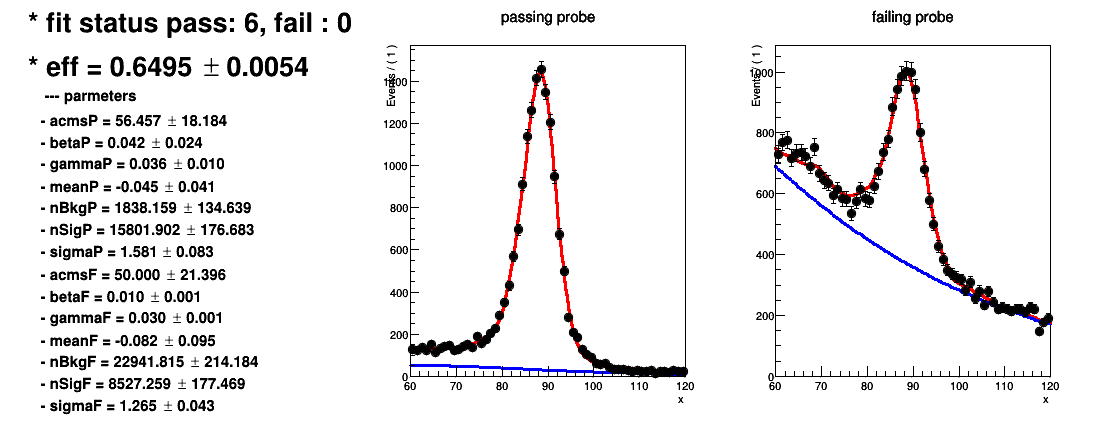 * fit status pass: 6, fail : 0
* eff = 0.6495 ± 0.0054
--- parmeters
- acmsP = 56.457 ± 18.184
- betaP = 0.042 ± 0.024
- gammaP = 0.036 ± 0.010
- meanP = -0.045 ± 0.041
- nBkgP = 1838.159 ± 134.639
- nSigP = 15801.902 ± 176.683
- sigmaP = 1.581 ± 0.083
- acmsF = 50.000 ± 21.396
- betaF = 0.010 ± 0.001
- gammaF = 0.030 ± 0.001
- meanF = -0.082 ± 0.095
- nBkgF = 22941.815 ± 214.184
- nSigF = 8527.259 ± 177.469
- sigmaF = 1.265 ± 0.043
passing probe
Events / ( 1 )
1400
1200
1000
800
600
400
200
0
60 70 80 90 100 110 120
x
failing probe
Events / ( 1 )
1000
800
600
400
200
0
60 70 80 90 100 110 120
x